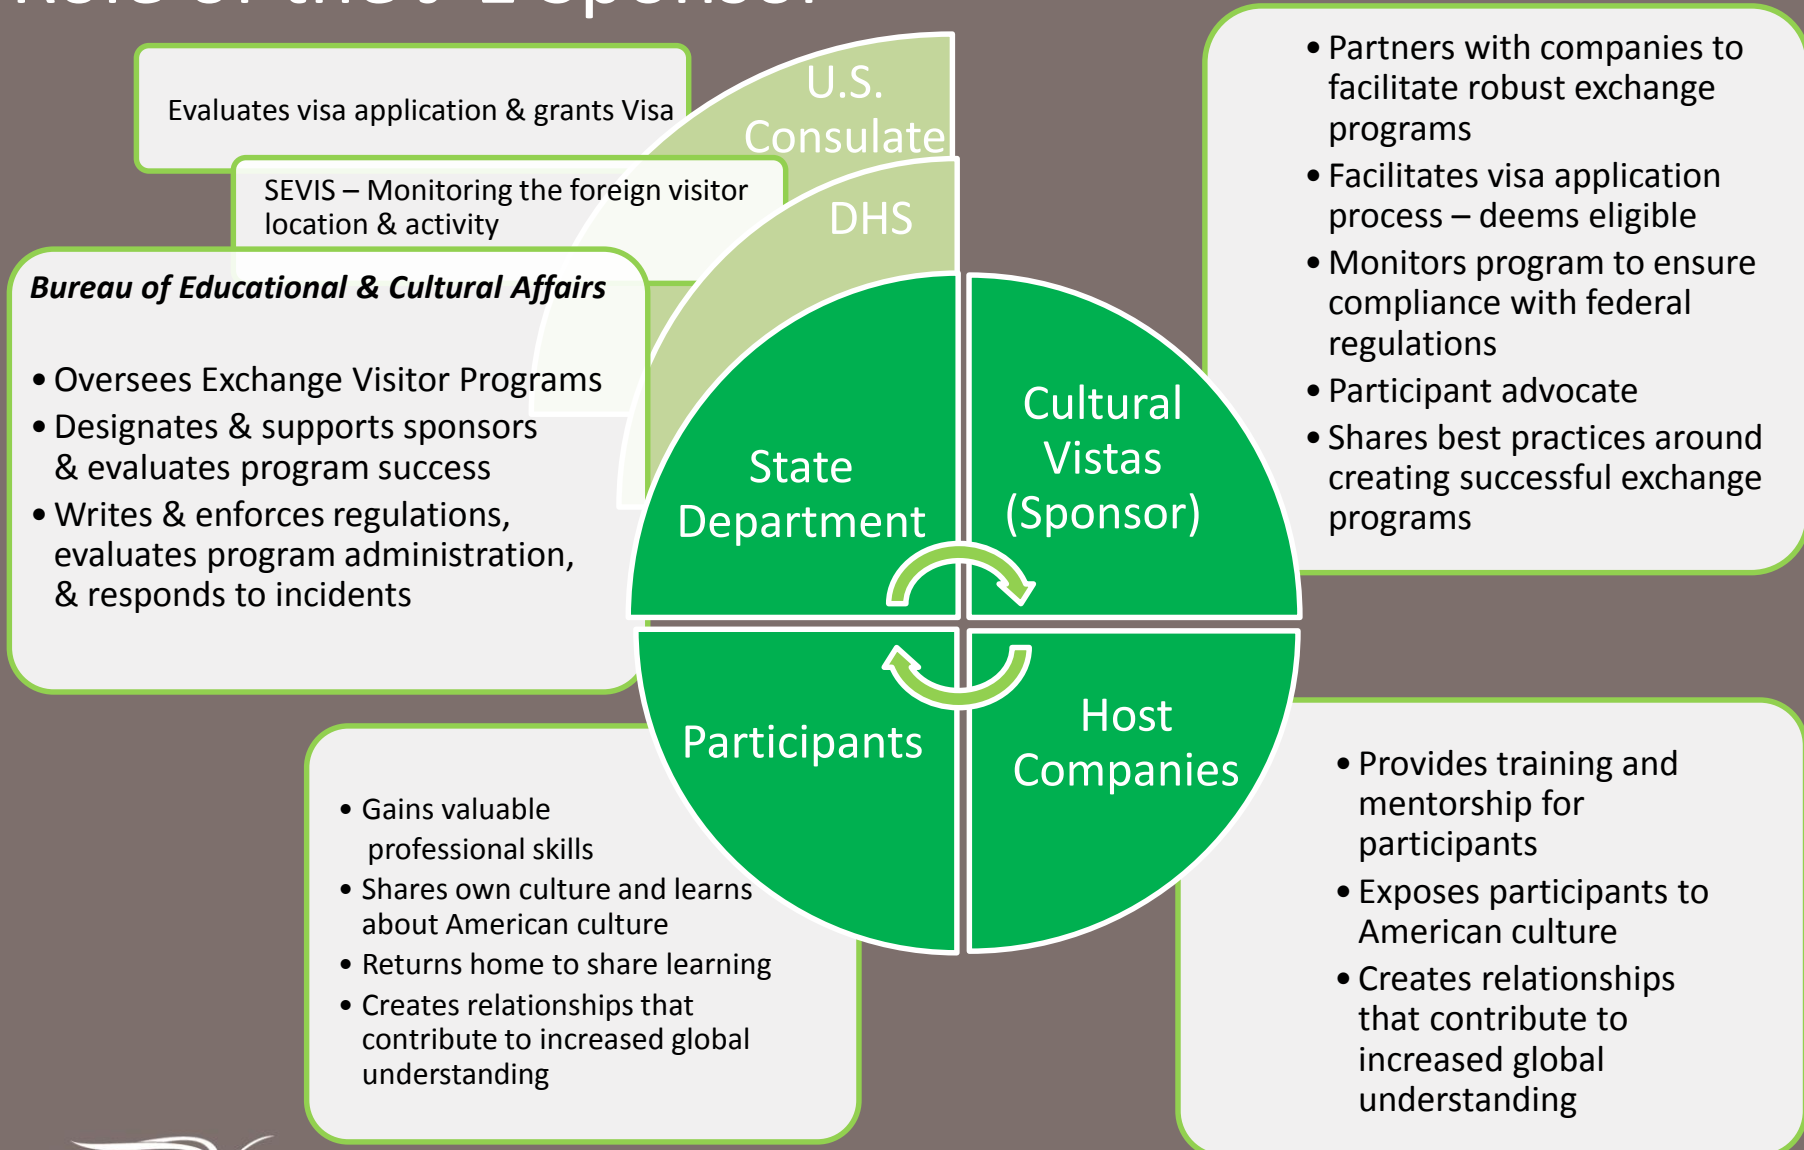 Role of the J-1 Sponsor
Evaluates visa application & grants Visa
SEVIS – Monitoring the foreign visitor
location & activity
Bureau of Educational & Cultural Affairs
• Oversees Exchange Visitor Programs
• Designates & supports sponsors
& evaluates program success
• Writes & enforces regulations,
evaluates program administration,
& responds to incidents
U.S.
Consulate
DHS
State
Department
Cultural
Vistas
(Sponsor)
• Partners with companies to
facilitate robust exchange
programs
• Facilitates visa application
process – deems eligible
• Monitors program to ensure
compliance with federal
regulations
• Participant advocate
• Shares best practices around
creating successful exchange
programs
Participants
Host
Companies
• Gains valuable
professional skills
• Shares own culture and learns
about American culture
• Returns home to share learning
• Creates relationships that
contribute to increased global
understanding
• Provides training and
mentorship for
participants
• Exposes participants to
American culture
• Creates relationships
that contribute to
increased global
understanding